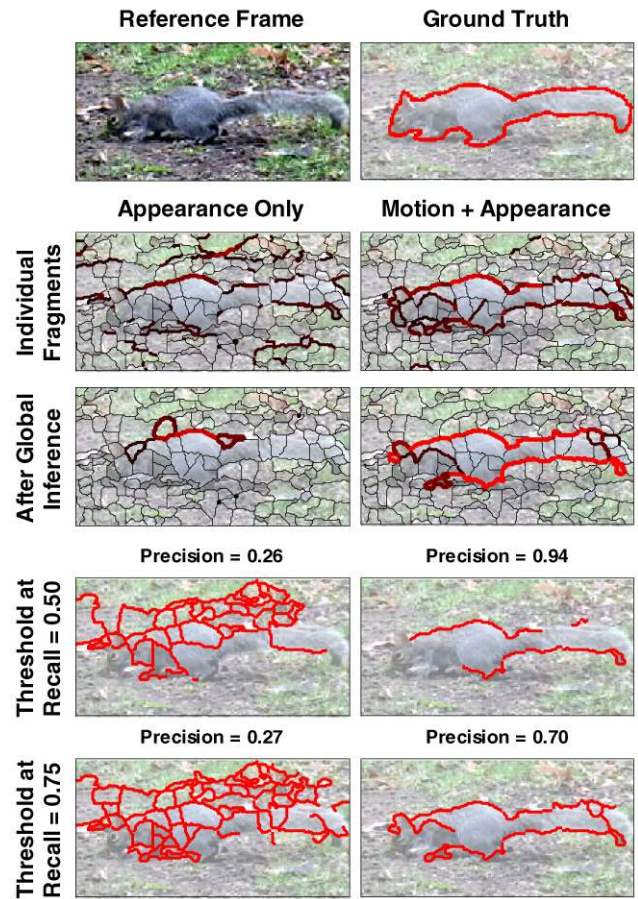 Reference Frame
Ground Truth
Appearance Only
Motion + Appearance
Individual
Fragments
After Global
Inference
Precision = 0.26
Precision = 0.94
Threshold at
Recall = 0.50
Precision = 0.27
Precision = 0.70
Threshold at
Recall = 0.75